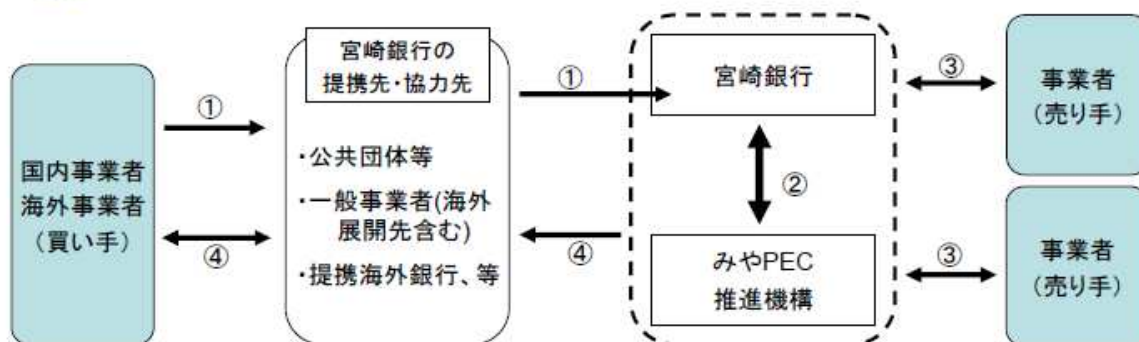 国内事業者
海外事業者
（買い手）
①
④
宮崎銀行の
提携先・協力先
・公共団体等
・一般事業者(海外
展開先含む)
・提携海外銀行、等
①
④
宮崎銀行
②
みやPEC
推進機構
③
③
事業者
（売り手）
事業者
（売り手）